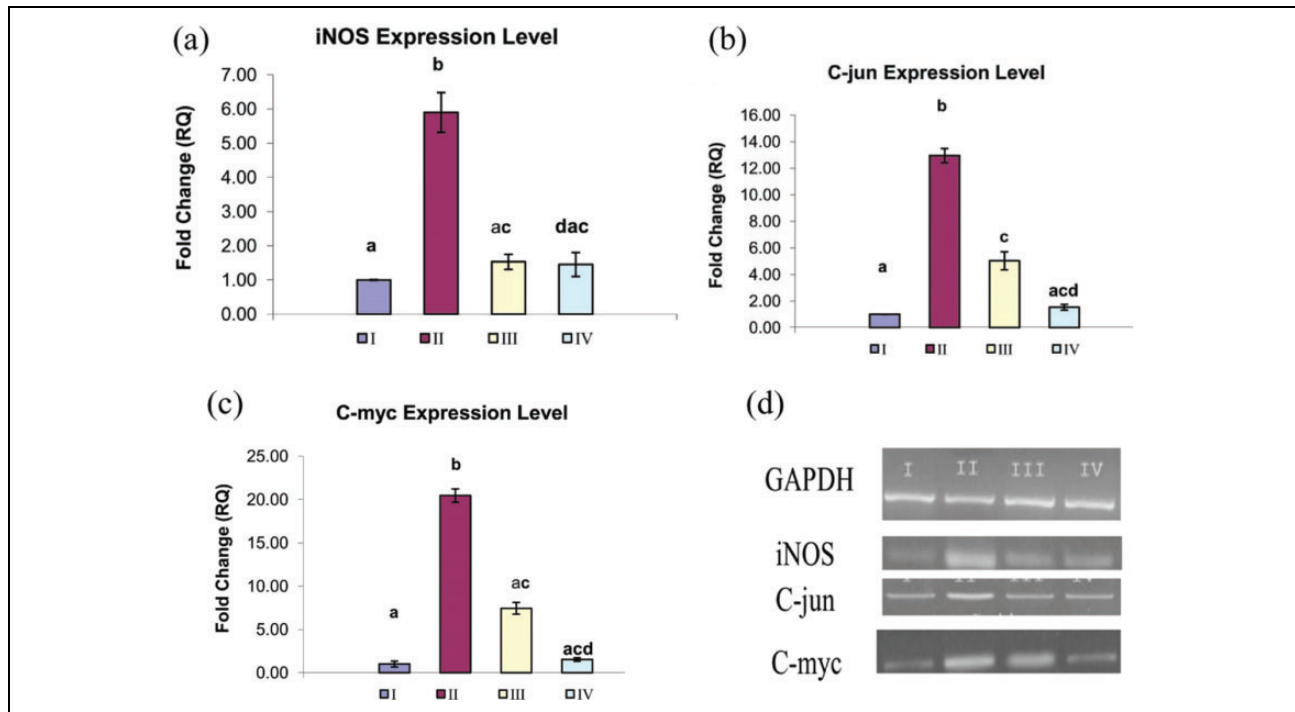 (a)
iNOS Expression Level
Fold Change (RQ)
7.00
6.00
5.00
4.00
3.00
2.00
1.00
0.00
a
b
ac
dac
I II III IV
(b)
C-jun Expression Level
Fold Change (RQ)
16.00
14.00
12.00
10.00
8.00
6.00
4.00
2.00
0.00
a
b
c
acd
I II III IV
(c)
C-myc Expression Level
Fold Change (RQ)
25.00
20.00
15.00
10.00
5.00
0.00
a
b
ac
acd
I II III IV
(d)
GAPDH
I II III IV
iNOS
C-jun
C-myc